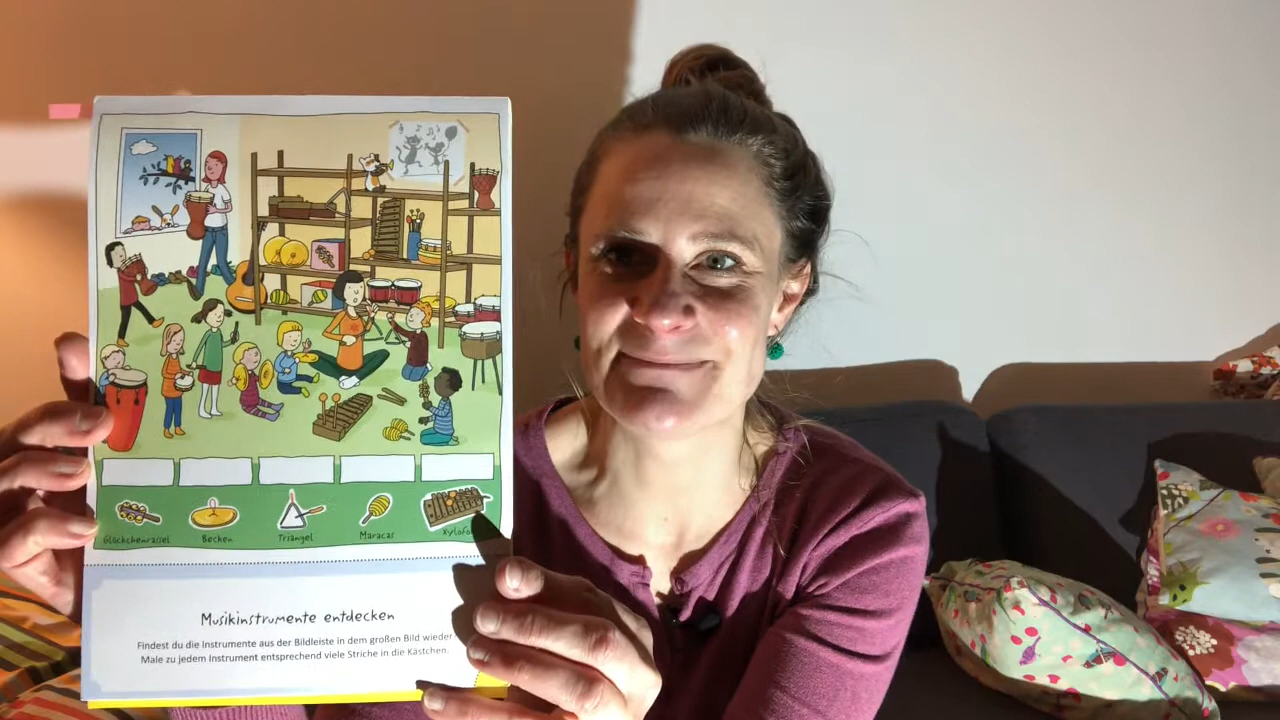 Glöckchenrassel Becken Triangel Maracas
Musikinstrumente entdecken
Findest du die Instrumente aus der Bildleiste in dem großen Bild wieder
Male zu jedem Instrument entsprechend viele Striche in die Kästchen.